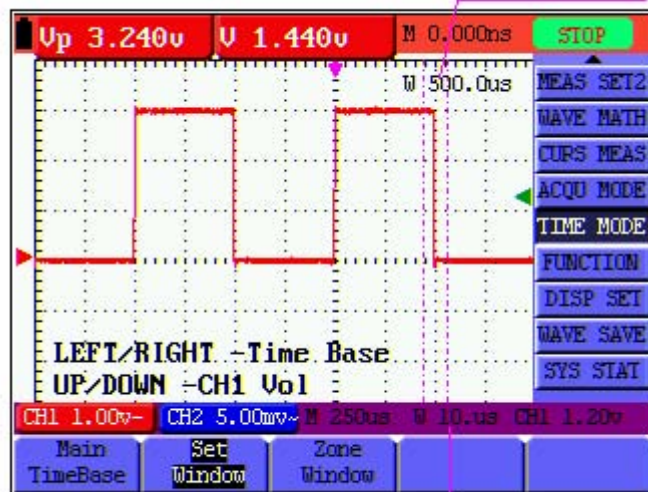 Vp 3.240v V 1.440v M 0.000ns STOP
W 500.0us
MEAS SET2
WAVE MATH
CURS MEAS
ACQU MODE
TIME MODE
FUNCTION
DISP SET
WAVE SAVE
SYS STAT
LEFT/RIGHT -Time Base
UP/DOWN -CH1 Vol
CH1 1.00v- CH2 5.00mv~ M 250us W 10.us CH1 1.20v
Main TimeBase
Set Window
Zone Window